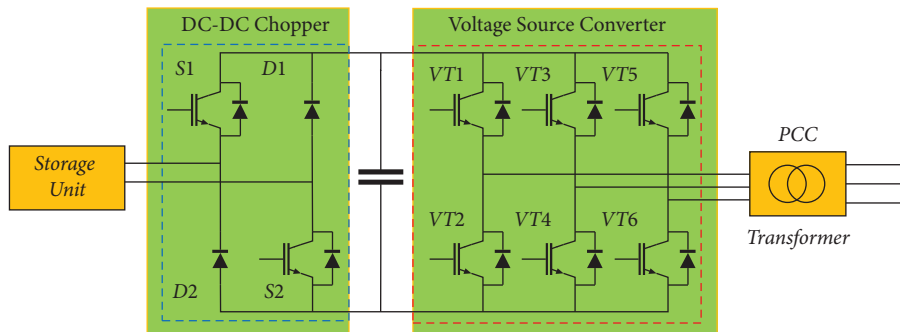 DC-DC Chopper
Voltage Source Converter
S1
D1
VT1
VT3
VT5
PCC
Storage
Unit
VT2
VT4
VT6
Transformer
D2
S2